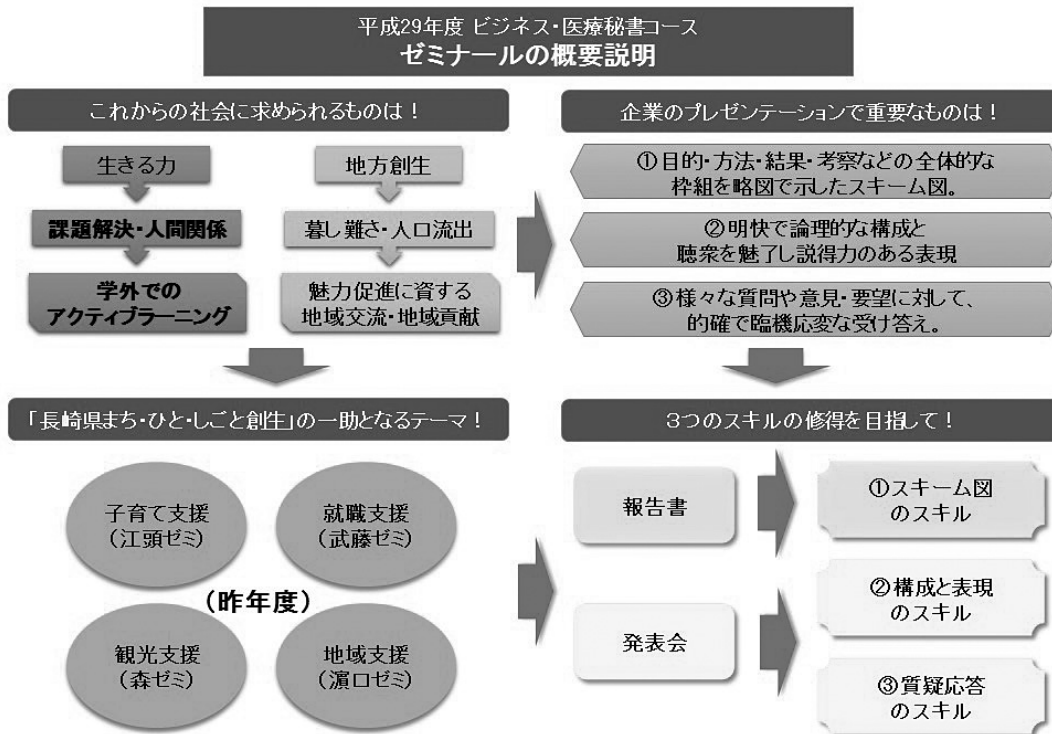 平成29年度 ビジネス・医療秘書コース
ゼミナールの概要説明
これからの社会に求められるものは！
生きる力
課題解決・人間関係
学外での
アクティブラーニング
地方創生
暮し難さ・人口流出
魅力促進に資する
地域交流・地域貢献
企業のプレゼンテーションで重要なものは！
①目的・方法・結果・考察などの全体的な
枠組を略図で示したスキーム図。
②明快で論理的な構成と
聴衆を魅了し説得力のある表現
③様々な質問や意見・要望に対して、
的確で臨機応変な受け答え。
「長崎県まち・ひと・しごと創生」の一助となるテーマ！
子育て支援
（江頭ゼミ）
就職支援
（武藤ゼミ）
（昨年度）
観光支援
（森ゼミ）
地域支援
（濵口ゼミ）
3つのスキルの修得を目指して！
報告書
①スキーム図
のスキル
発表会
②構成と表現
のスキル
③質疑応答
のスキル